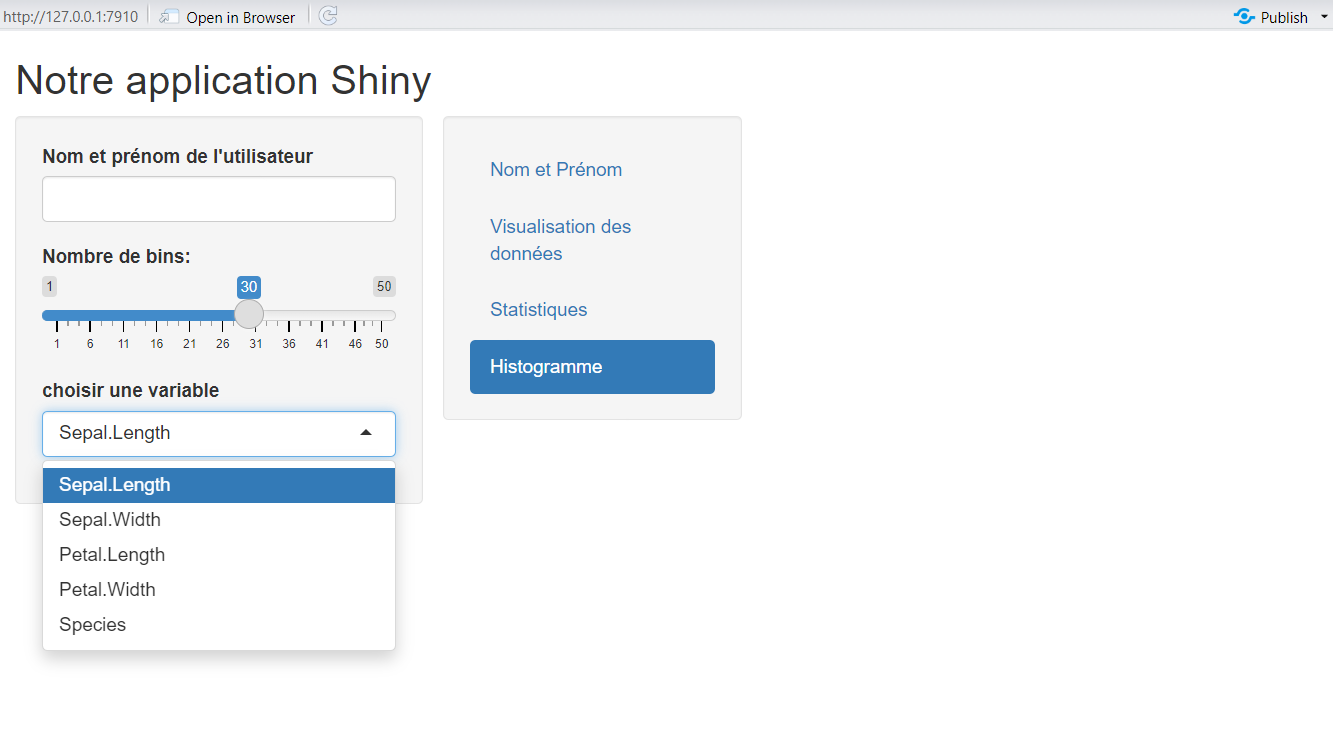 http://127.0.0.1:7910 Open in Browser Publish
Notre application Shiny
Nom et prénom de l'utilisateur
Nombre de bins:
1 30 50
1 6 11 16 21 26 31 36 41 46 50
choisir une variable
Sepal.Length
Sepal.Length
Sepal.Width
Petal.Length
Petal.Width
Species
Nom et Prénom
Visualisation des
données
Statistiques
Histogramme